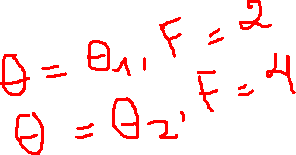 θ = θ1, F = 2
θ = θ2, F = 4